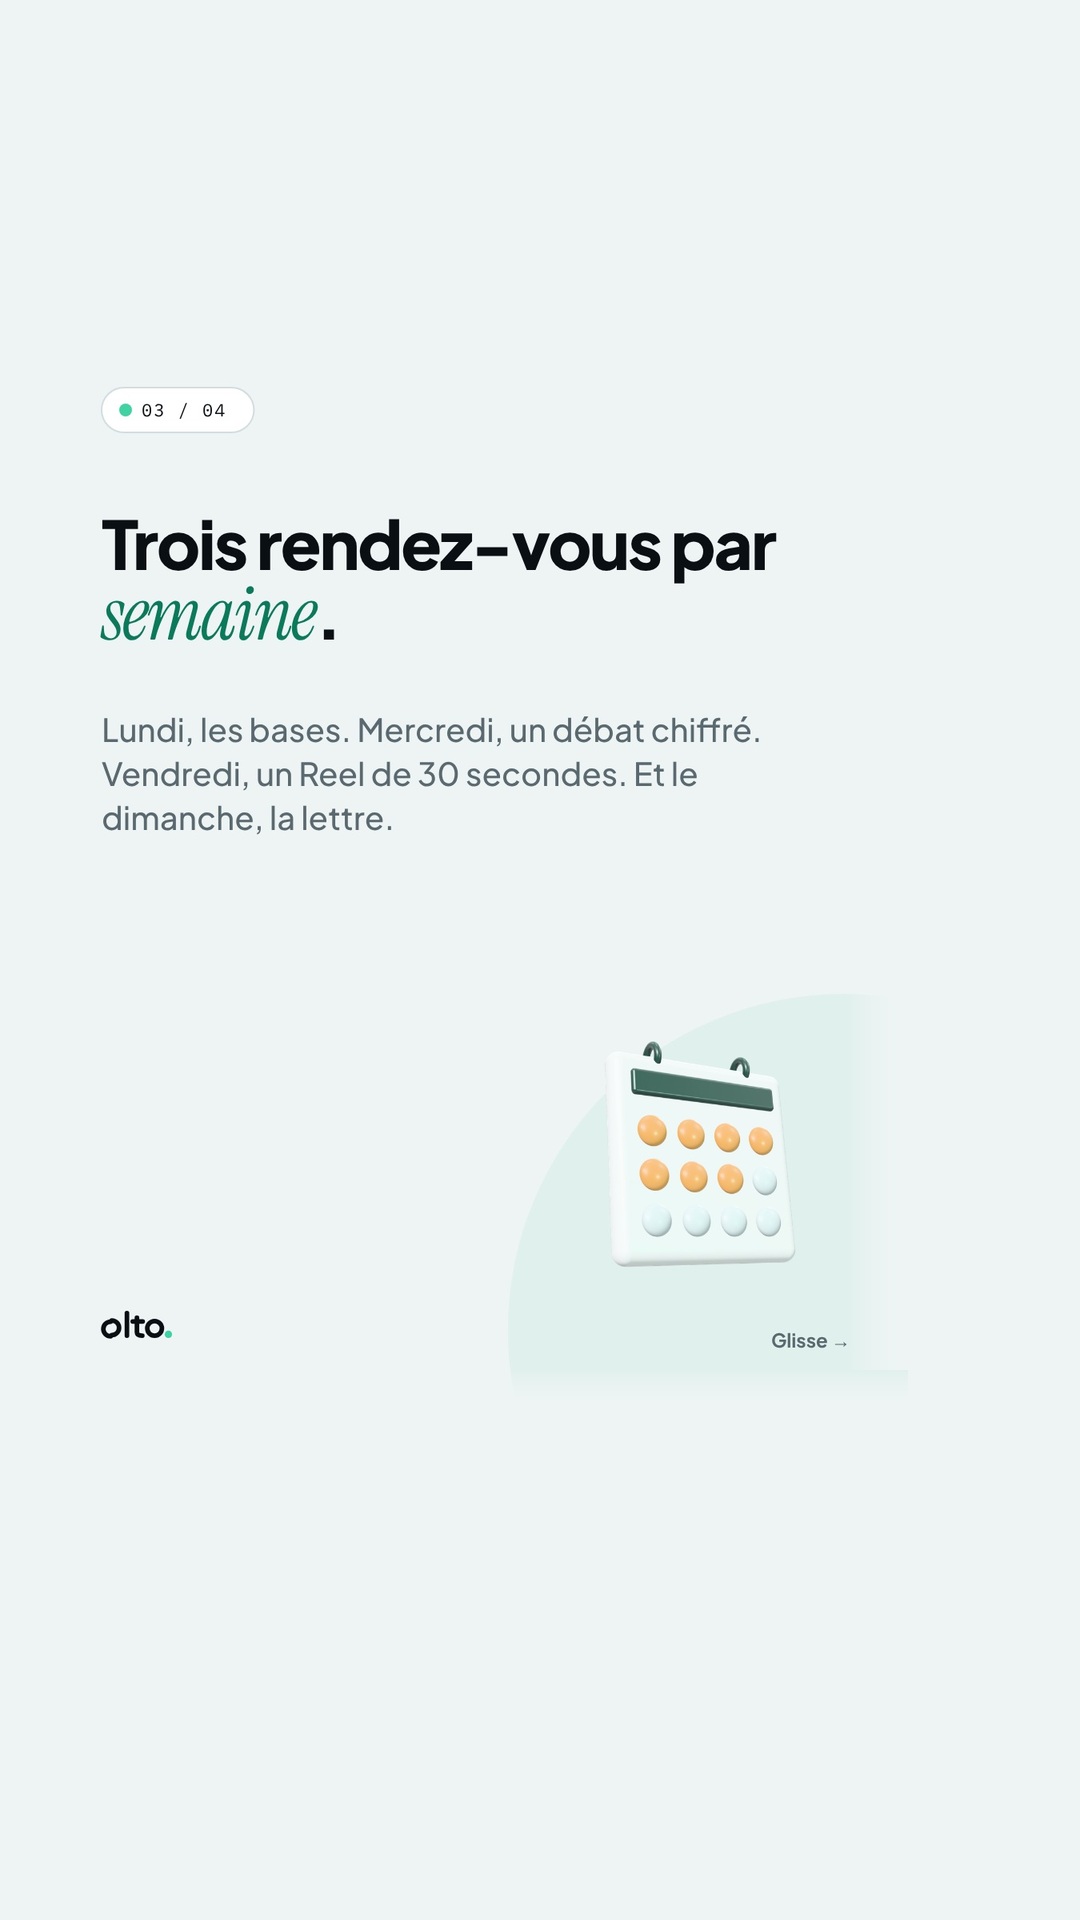 03 / 04
Trois rendez-vous par
semaine.
Lundi, les bases. Mercredi, un débat chiffré.
Vendredi, un Reel de 30 secondes. Et le
dimanche, la lettre.
olto.
Glisse →